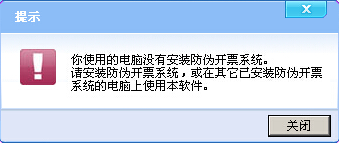 提示
你使用的电脑没有安装防伪开票系统。
请安装防伪开票系统，或在其它已安装防伪开票
系统的电脑上使用本软件。
关闭